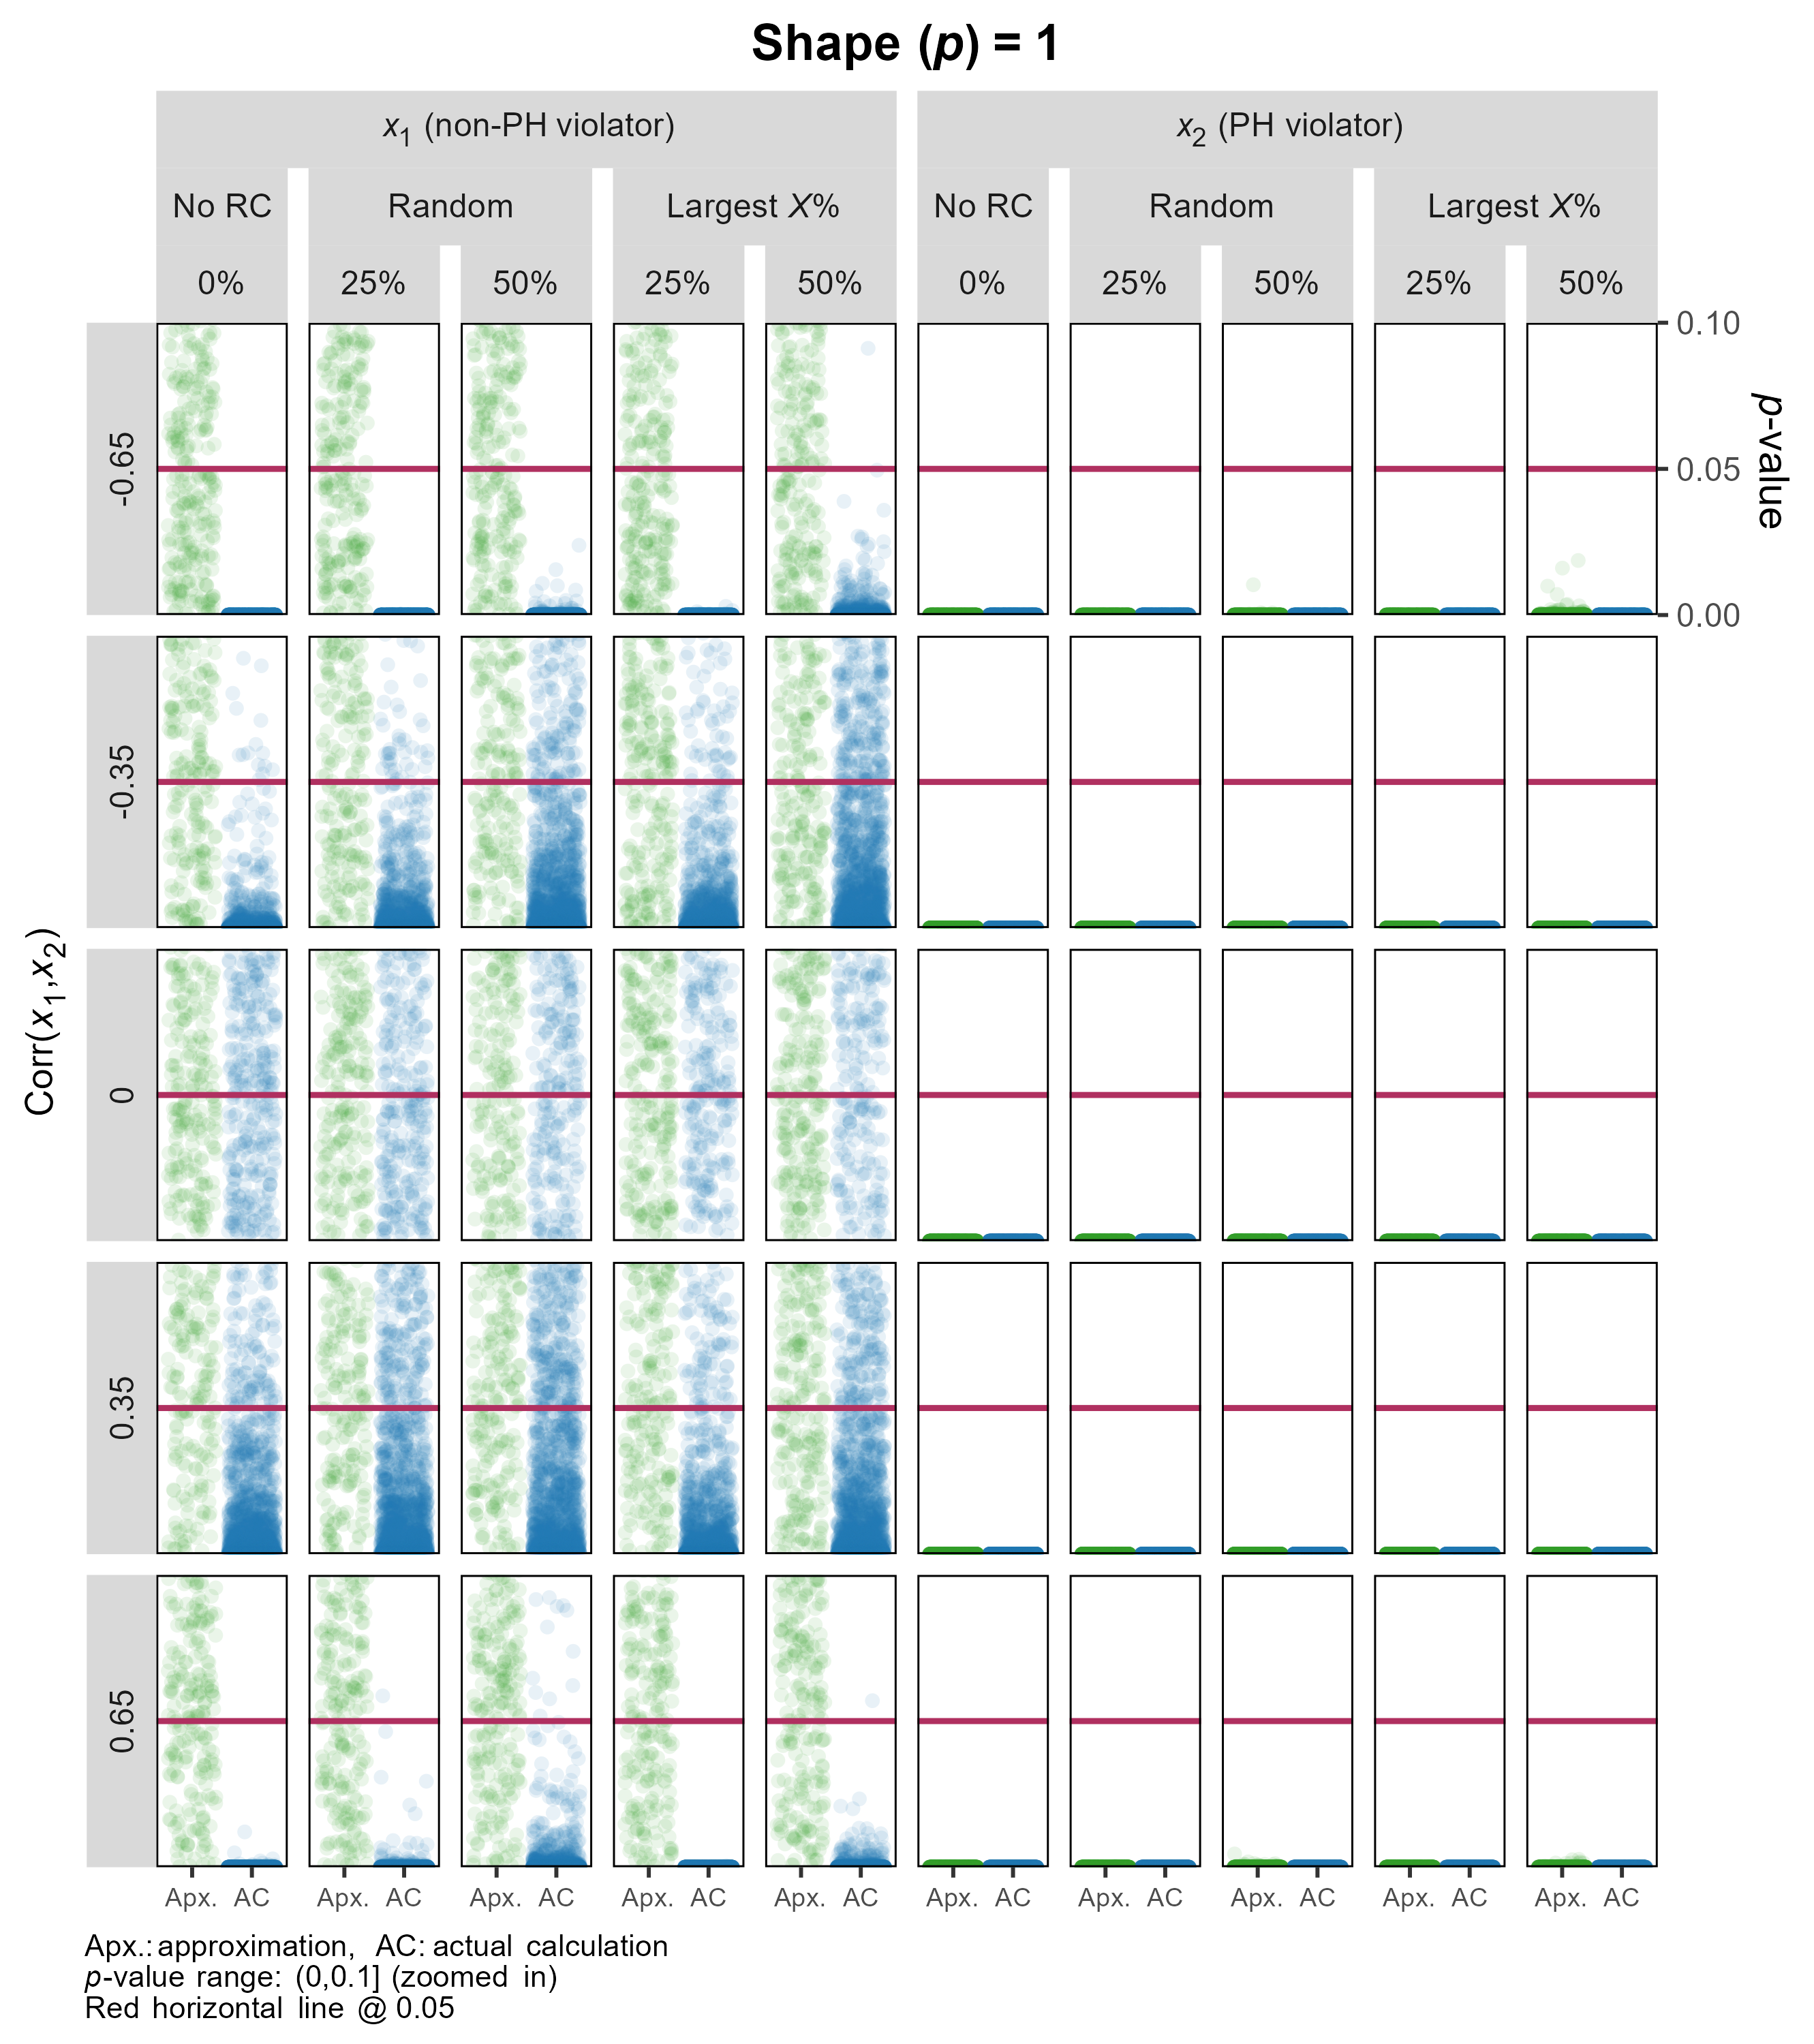 Shape (p) = 1
x1 (non-PH violator) x2 (PH violator)
No RC Random Largest X% No RC Random Largest X%
0% 25% 50% 25% 50% 0% 25% 50% 25% 50%
-0.65
-0.35
0
0.35
0.65
Corr(x1,x2)
0.10
0.05
0.00
p-value
Apx. AC Apx. AC Apx. AC Apx. AC Apx. AC Apx. AC Apx. AC Apx. AC Apx. AC Apx. AC
Apx.: approximation, AC: actual calculation
p-value range: (0,0.1] (zoomed in)
Red horizontal line @ 0.05